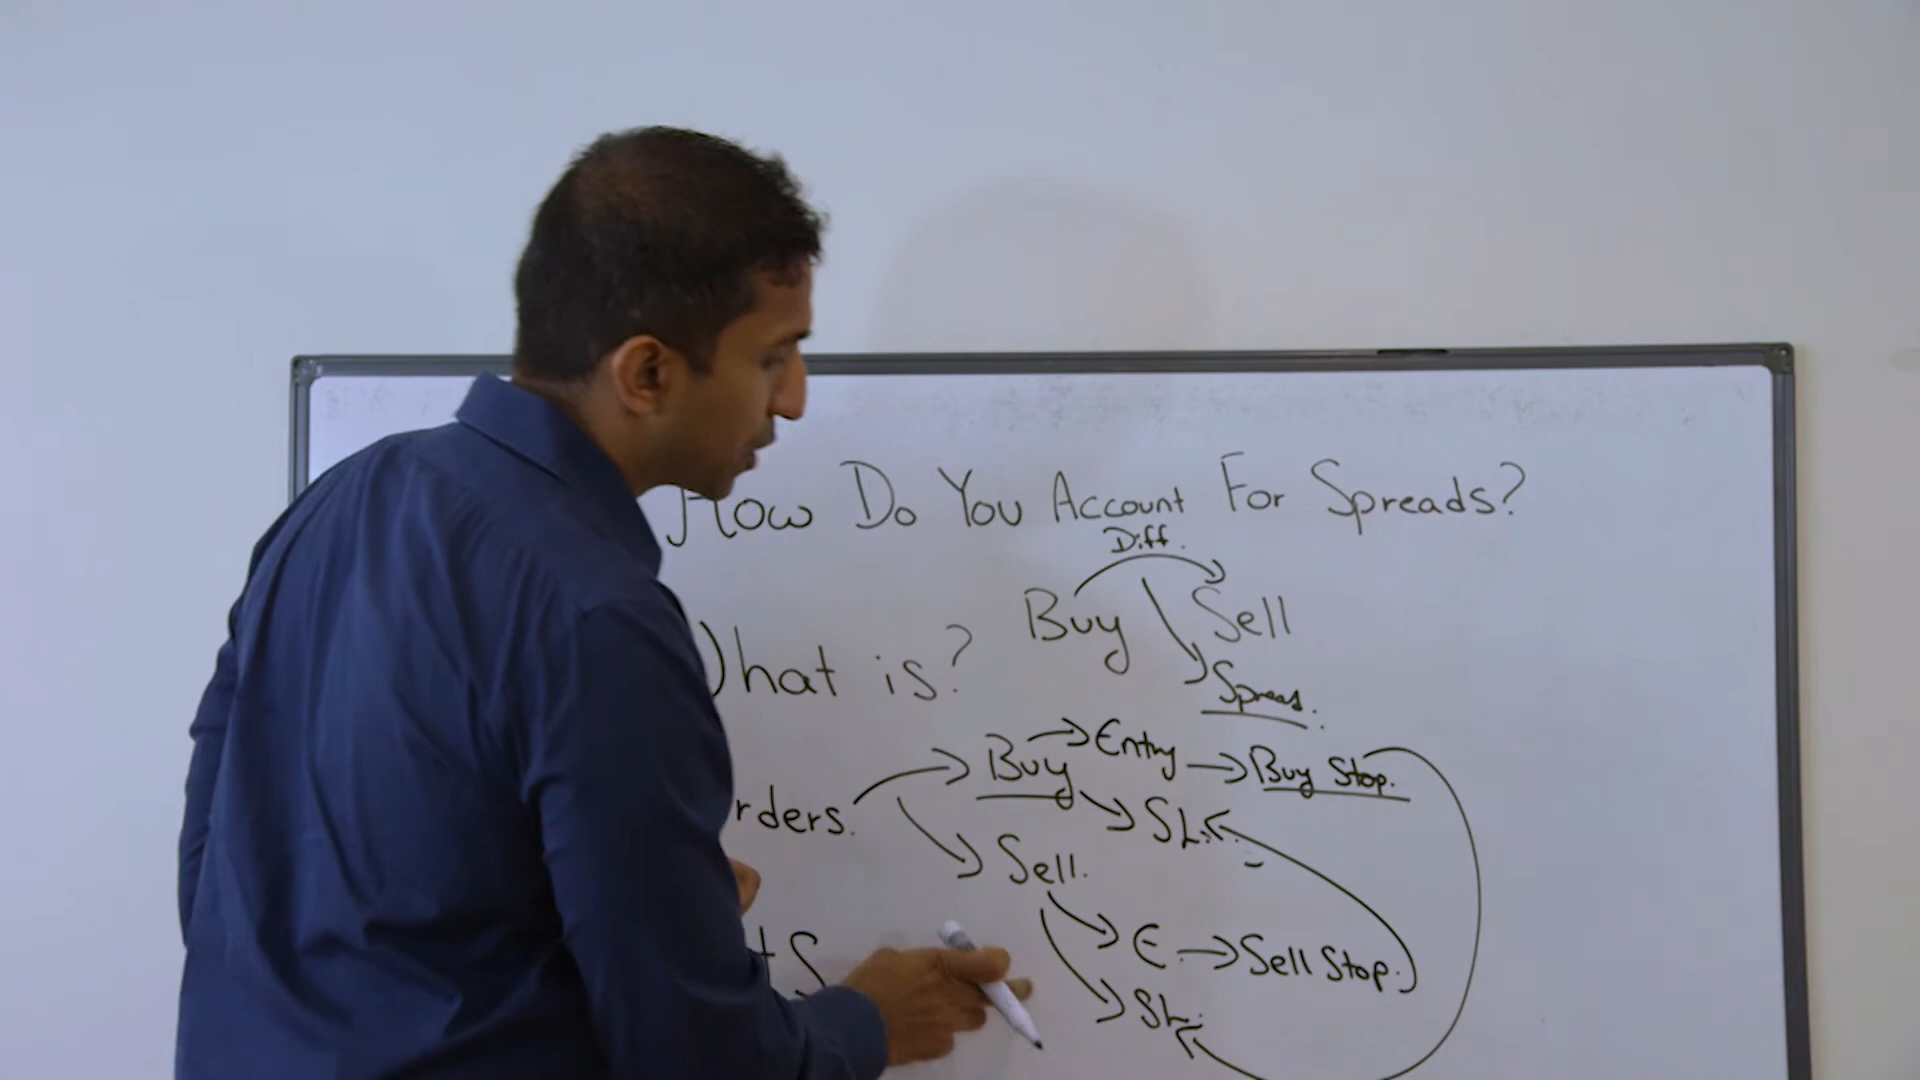 How Do You Account For Spreads?
Diff.
Buy Sell
What is?
Spread.
Buy Entry Buy Stop.
rders. SL.
Sell.
E Sell Stop.
SL.